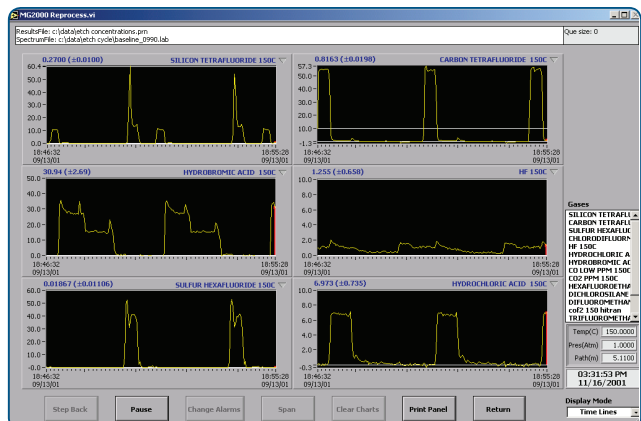 MG2000 Reprocess.vi
ResultsFile: c:\data\etch concentrations.prn
SpectrumFile: c:\data\etch cycle\baseline_0990.lab
Que size: 0
0.2700 (±0.0100) SILICON TETRAFLUORIDE 150C
60.4
50.0
40.0
30.0
20.0
10.0
0.0
18:46:32 18:55:28
09/13/01 09/13/01
0.8163 (±0.0198) CARBON TETRAFLUORIDE 150C
57.3
50.0
40.0
30.0
20.0
10.0
-1.3
18:46:32 18:55:28
09/13/01 09/13/01
30.94 (±2.69) HYDROBROMIC ACID 150C
50.0
40.0
30.0
20.0
10.0
0.0
18:46:32 18:55:28
09/13/01 09/13/01
1.255 (±0.658) HF 150C
10.0
8.0
6.0
4.0
2.0
-0.0
18:46:32 18:55:28
09/13/01 09/13/01
0.01867 (±0.01106) SULFUR HEXAFLUORIDE 150C
60.0
50.0
40.0
30.0
20.0
10.0
-0.0
18:46:32 18:55:28
09/13/01 09/13/01
6.973 (±0.735) HYDROCHLORIC ACID 150C
10.0
8.0
6.0
4.0
2.0
-0.0
18:46:32 18:55:28
09/13/01 09/13/01
Gases
SILICON TETRAFLU
CARBON TETRAFLU
SULFUR HEXAFLUO
CHLORODIFLUORN
HF 150C
HYDROCHLORIC A
HYDROBROMIC AC
CO LOW PPM 150C
CO2 PPM 150C
HEXAFLUOROETHA
DICHLOROSILANE
DIFLUOROMETHAN
cof2 150 hitran
TRIFLUOROMETHA
Temp(C) 150.0000
Pres(Atm) 1.0000
Path(m) 5.1100
03:31:53 PM
11/16/2001
Display Mode
Time Lines
Step Back
Pause
Change Alarms
Span
Clear Charts
Print Panel
Return